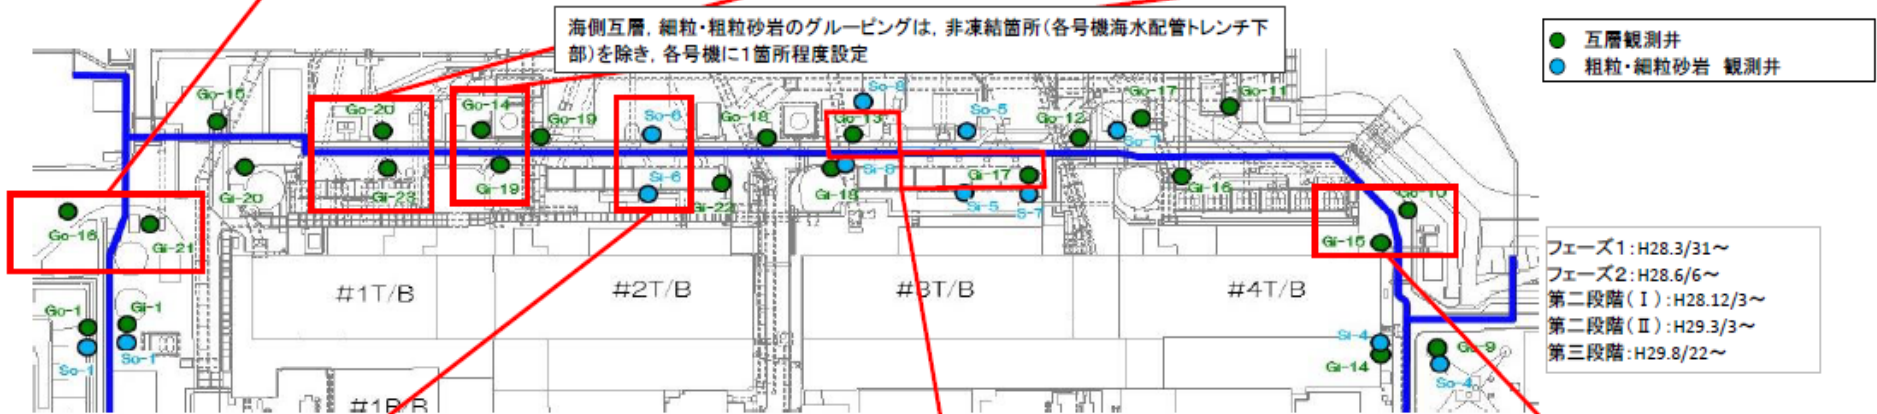 海側互層，細粒・粗粒砂岩のグルーピングは，非凍結箇所（各号機海水配管トレンチ下
部）を除き，各号機に1箇所程度設定
互層観測井
粗粒・細粒砂岩 観測井
Go-15
Go-20
Go-14
Go-19
So-6
Go-18
So-8
Go-13
So-5
Go-12
Go-17
So-7
Go-11
Gi-20
Gi-23
Gi-19
Si-6
Gi-22
Gi-18
Si-8
Gi-17
Si-5
S-7
Gi-16
Go-10
Gi-15
Go-16
Gi-21
#1T/B
#2T/B
#3T/B
#4T/B
フェーズ1：H28.3/31～
フェーズ2：H28.6/6～
第二段階（Ⅰ）：H28.12/3～
第二段階（Ⅱ）：H29.3/3～
第三段階：H29.8/22～
Go-1
Gi-1
So-1
So-1
Si-4
Gi-14
Go-9
So-4
#1R/B